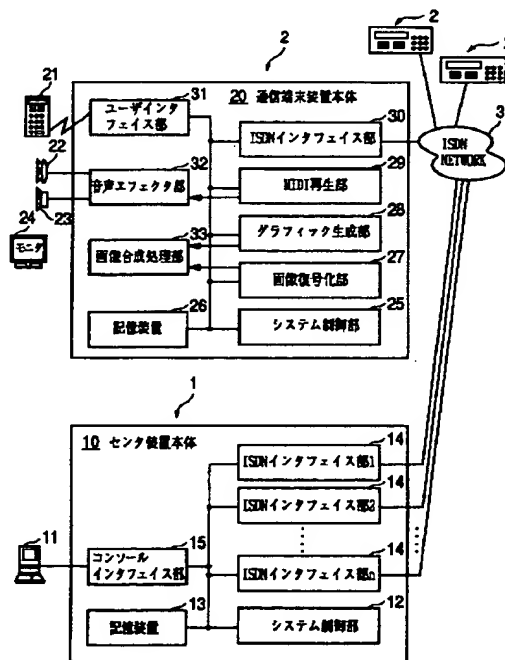 2
2
2
21
31
20 通信端末装置本体
30
ユーザインタ
フェイス部
ISDNインタフェイス部
3
ISDN
NETWORK
22
32
29
音声エフェクタ部
MIDI再生部
23
24
モニタ
28
33
グラフィック生成部
画像合成処理部
27
画像復号化部
26
25
記憶装置
システム制御部
1
10 センタ装置本体
14
ISDNインタフェイス部1
14
ISDNインタフェイス部2
11
15
コンソール
インタフェイス部
14
ISDNインタフェイス部n
13
12
記憶装置
システム制御部